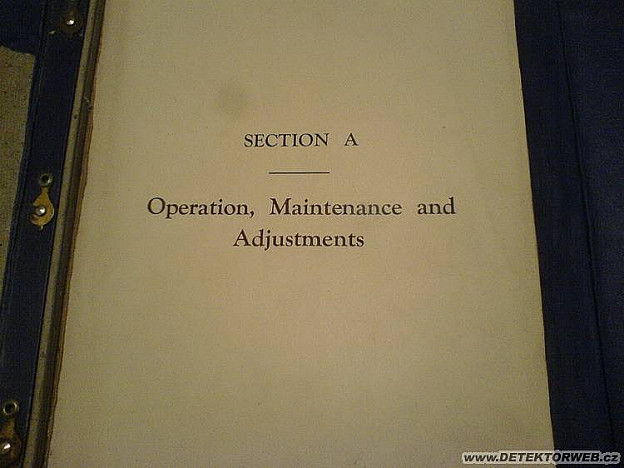 SECTION A
Operation, Maintenance and
Adjustments
www.DETEKTORWEB.cz